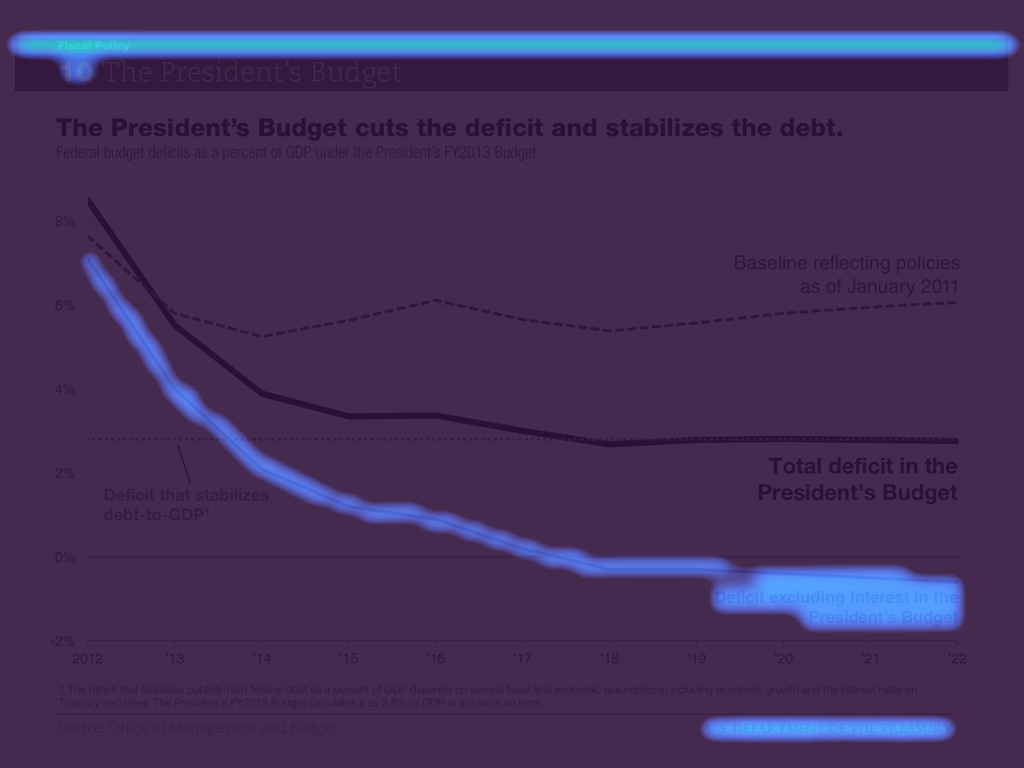 Fiscal Policy
10 The President's Budget
The President's Budget cuts the deficit and stabilizes the debt.
Federal budget deficits as a percent of GDP under the President's FY2013 Budget
8%
Baseline reflecting policies
as of January 2011
6%
4%
Total deficit in the
President's Budget
2%
Deficit that stabilizes
debt-to-GDP¹
0%
Deficit excluding interest in the
President's Budget
-2%
2012 '13 '14 '15 '16 '17 '18 '19 '20 '21 '22
1 The deficit that stabilizes publicly-held federal debt as a percent of GDP depends on several fiscal and economic assumptions, including economic growth and the interest rates on
Treasury securities. The President's FY2013 Budget calculates it as 2.8% of GDP in the medium term.
Source: Office of Management and Budget
U.S. DEPARTMENT OF THE TREASURY